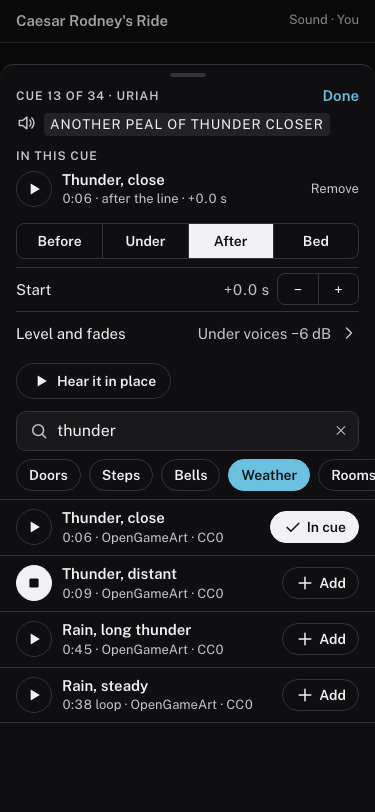 Caesar Rodney's Ride
Sound · You
CUE 13 OF 34 · URIAH
Done
ANOTHER PEAL OF THUNDER CLOSER
IN THIS CUE
Thunder, close
0:06 · after the line · +0.0 s
Remove
Before
Under
After
Bed
Start
+0.0 s
−
+
Level and fades
Under voices −6 dB
Hear it in place
thunder
Doors
Steps
Bells
Weather
Rooms
Thunder, close
0:06 · OpenGameArt · CC0
In cue
Thunder, distant
0:09 · OpenGameArt · CC0
Add
Rain, long thunder
0:45 · OpenGameArt · CC0
Add
Rain, steady
0:38 loop · OpenGameArt · CC0
Add